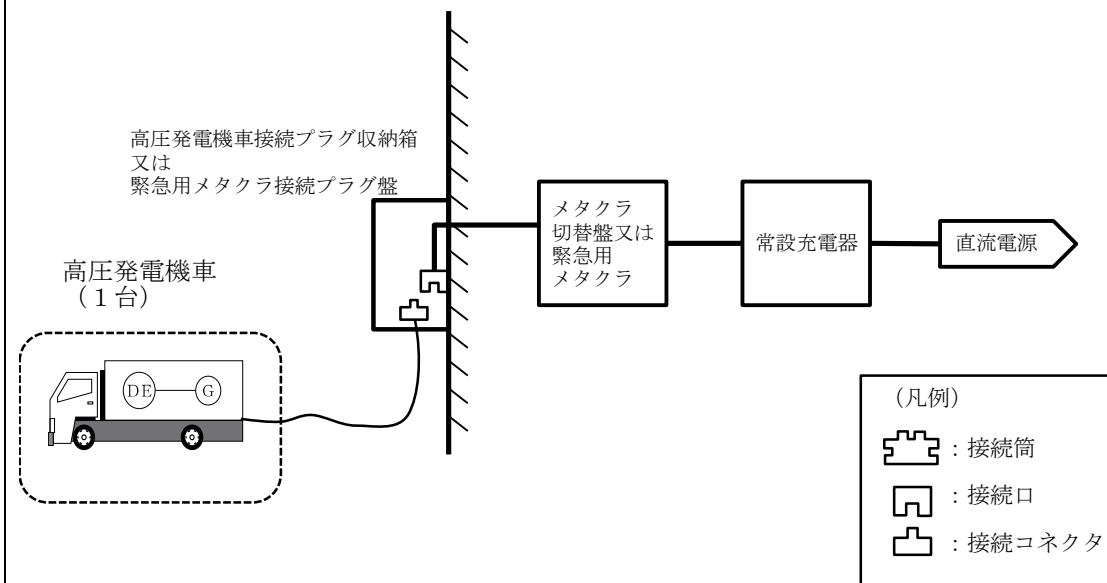 高圧発電機車接続プラグ収納箱
又は
緊急用メタクラ接続プラグ盤
高圧発電機車
（１台）
DE
G
メタクラ
切替盤又は
緊急用
メタクラ
常設充電器
直流電源
（凡例）
：接続筒
：接続口
：接続コネクタ